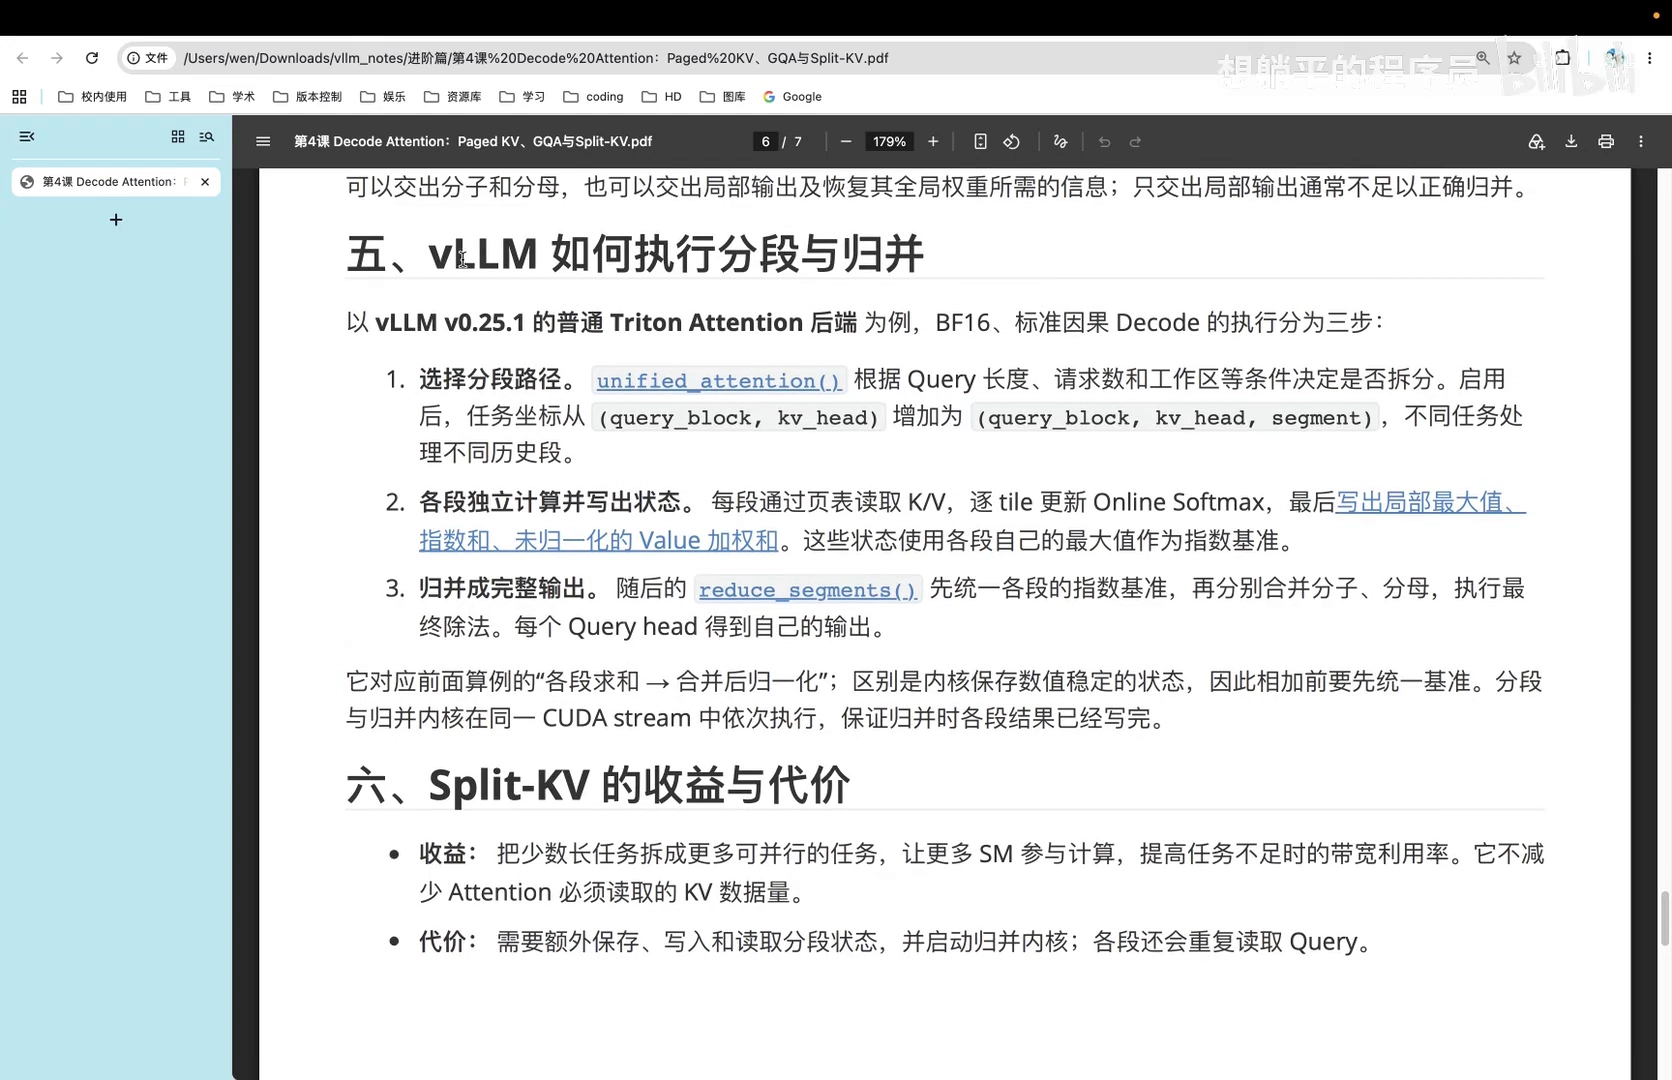 文件 /Users/wen/Downloads/vllm_notes/进阶篇/第4课%20Decode%20Attention：Paged%20KV、GQA与Split-KV.pdf
想躺平的程序员 bilibili
校内使用 工具 学术 版本控制 娱乐 资源库 学习 coding HD 图库 Google
第4课 Decode Attention：Paged KV、GQA与Split-KV.pdf 6 / 7 179%
第4课 Decode Attention：
可以交出分子和分母，也可以交出局部输出及恢复其全局权重所需的信息；只交出局部输出通常不足以正确归并。
五、vLLM 如何执行分段与归并
以 vLLM v0.25.1 的普通 Triton Attention 后端 为例，BF16、标准因果 Decode 的执行分为三步：
1. 选择分段路径。 unified_attention() 根据 Query 长度、请求数和工作区等条件决定是否拆分。启用
后，任务坐标从 (query_block, kv_head) 增加为 (query_block, kv_head, segment)，不同任务处
理不同历史段。
2. 各段独立计算并写出状态。 每段通过页表读取 K/V，逐 tile 更新 Online Softmax，最后写出局部最大值、
指数和、未归一化的 Value 加权和。这些状态使用各段自己的最大值作为指数基准。
3. 归并成完整输出。 随后的 reduce_segments() 先统一各段的指数基准，再分别合并分子、分母，执行最
终除法。每个 Query head 得到自己的输出。
它对应前面算例的“各段求和 → 合并后归一化”；区别是内核保存数值稳定的状态，因此相加前要先统一基准。分段
与归并内核在同一 CUDA stream 中依次执行，保证归并时各段结果已经写完。
六、Split-KV 的收益与代价
• 收益： 把少数长任务拆成更多可并行的任务，让更多 SM 参与计算，提高任务不足时的带宽利用率。它不减
少 Attention 必须读取的 KV 数据量。
• 代价： 需要额外保存、写入和读取分段状态，并启动归并内核；各段还会重复读取 Query。